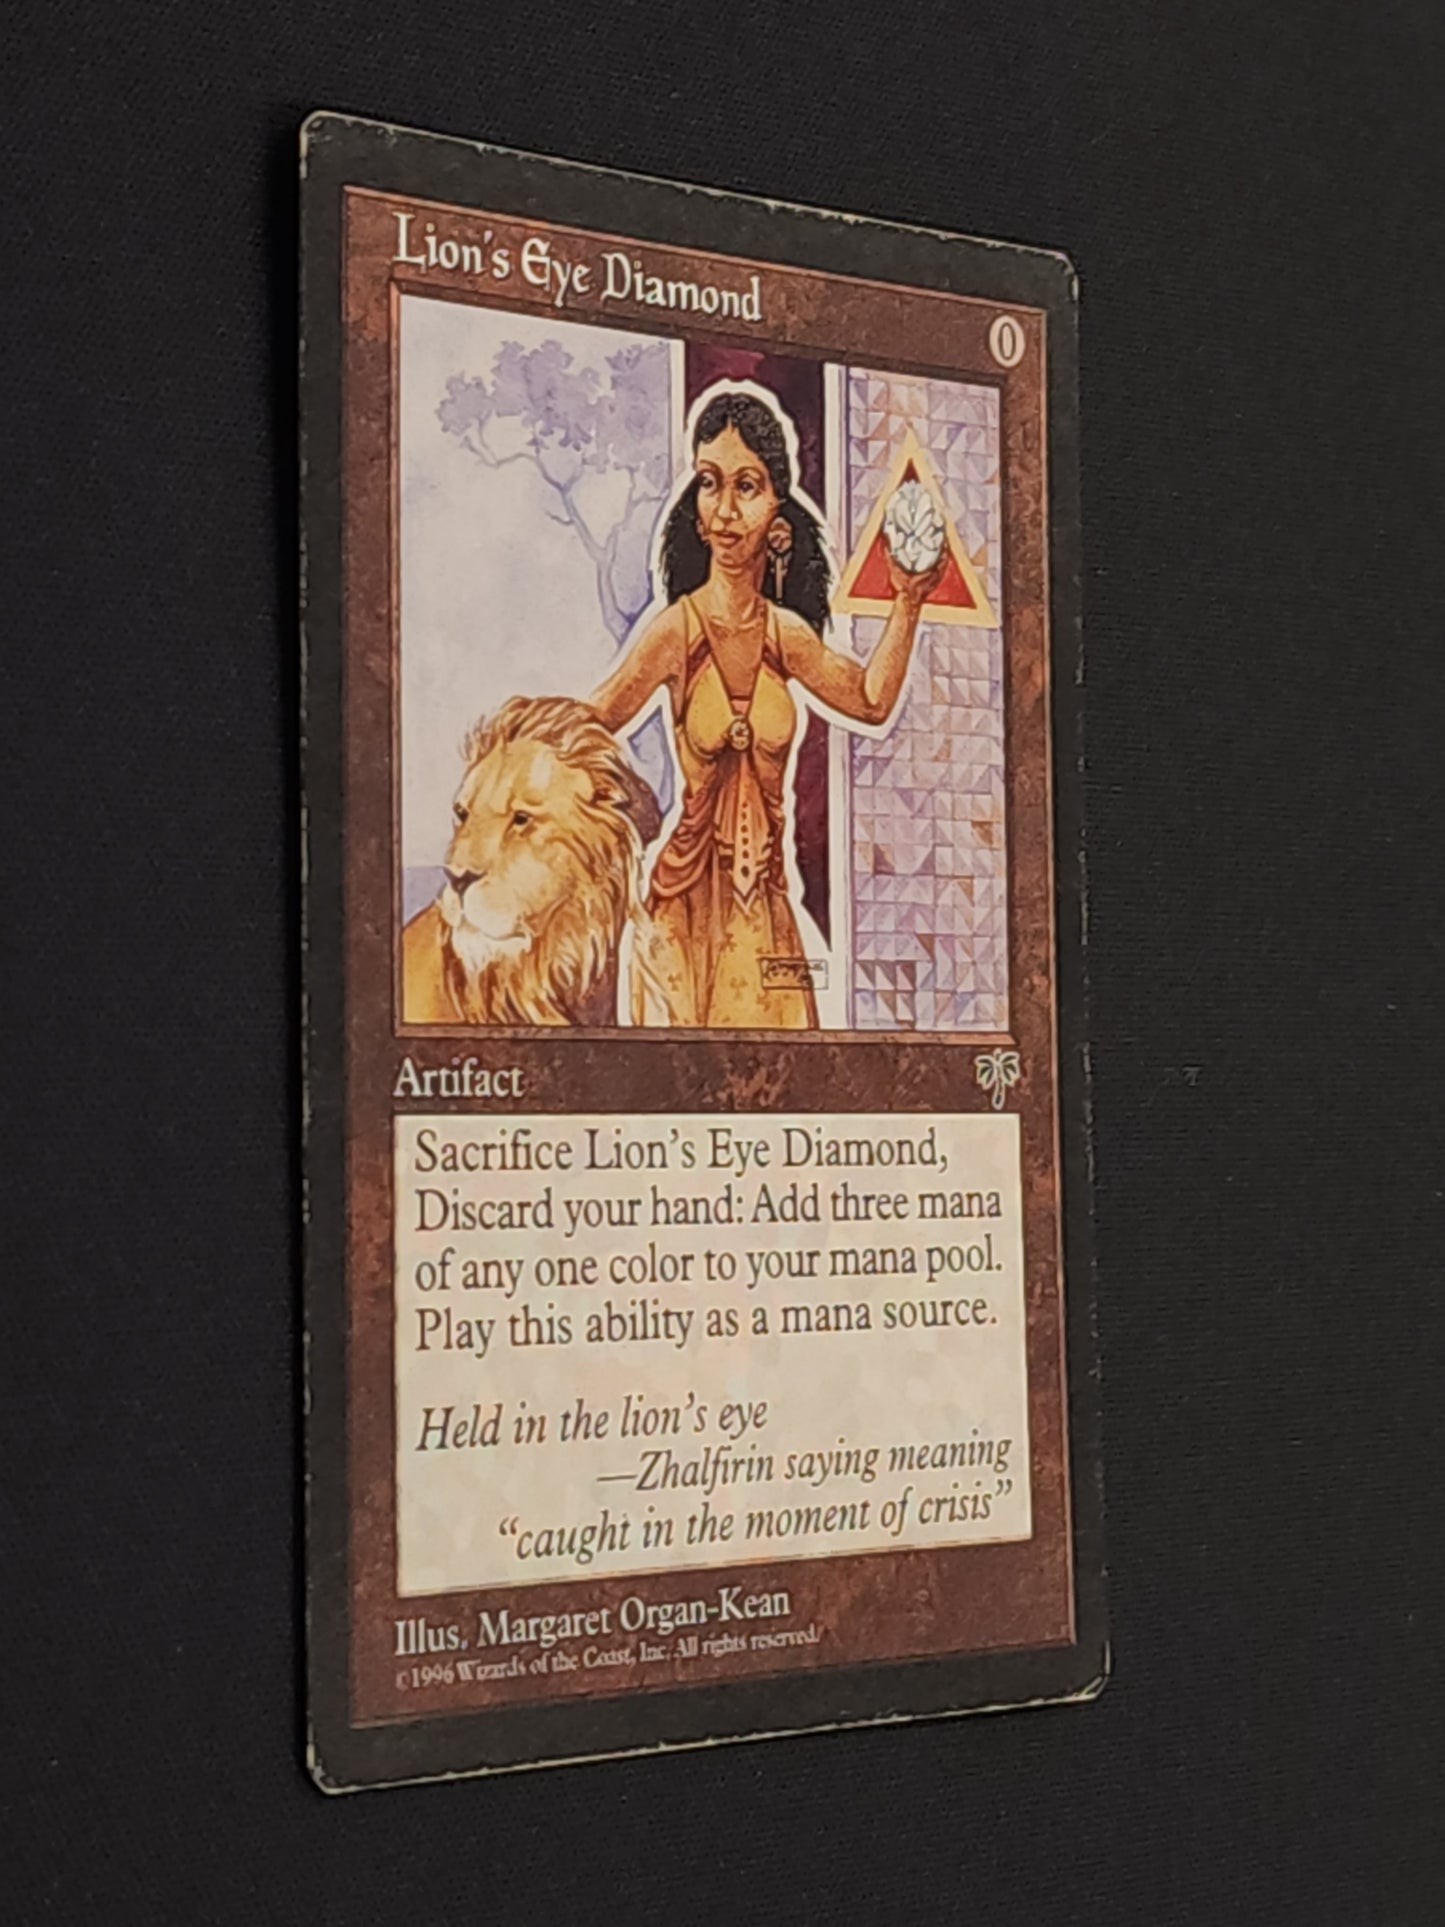 Lion's Eye Diamond
0
Artifact
Sacrifice Lion's Eye Diamond,
Discard your hand: Add three mana
of any one color to your mana pool.
Play this ability as a mana source.
Held in the lion's eye
—Zhalfirin saying meaning
"caught in the moment of crisis"
Illus. Margaret Organ-Kean
©1996 Wizards of the Coast, Inc. All rights reserved.